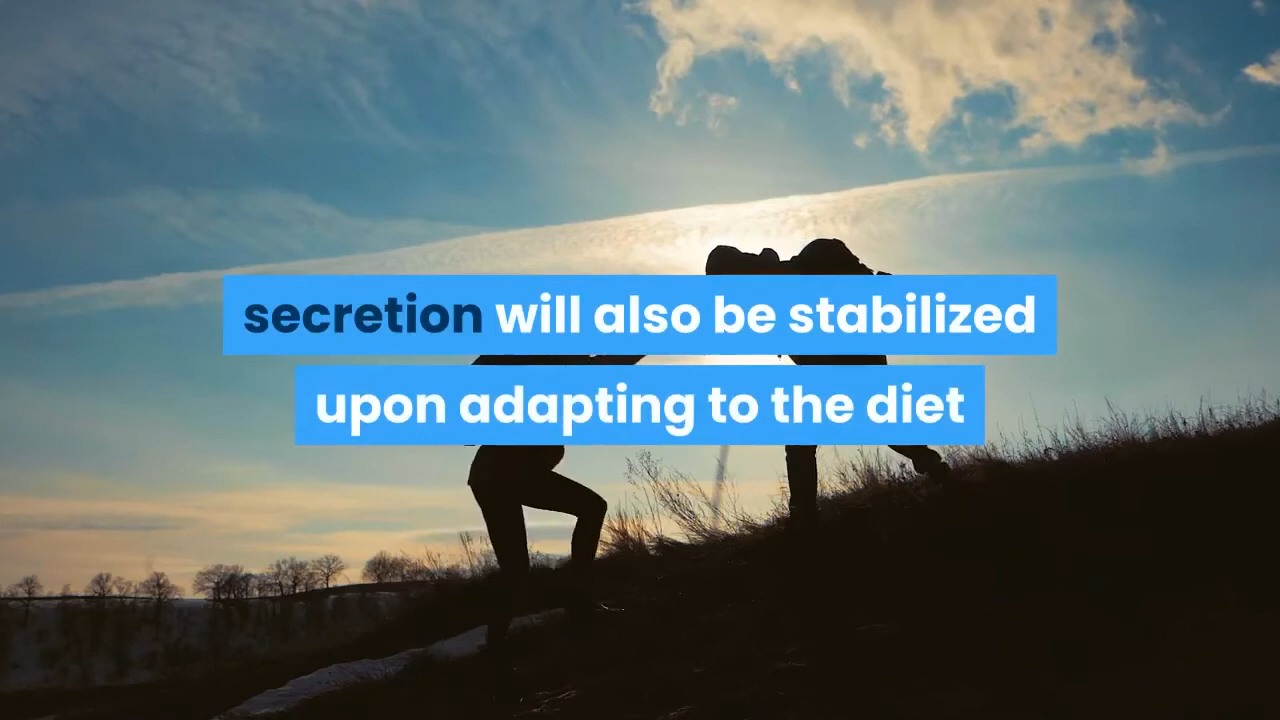 secretion will also be stabilized
upon adapting to the diet